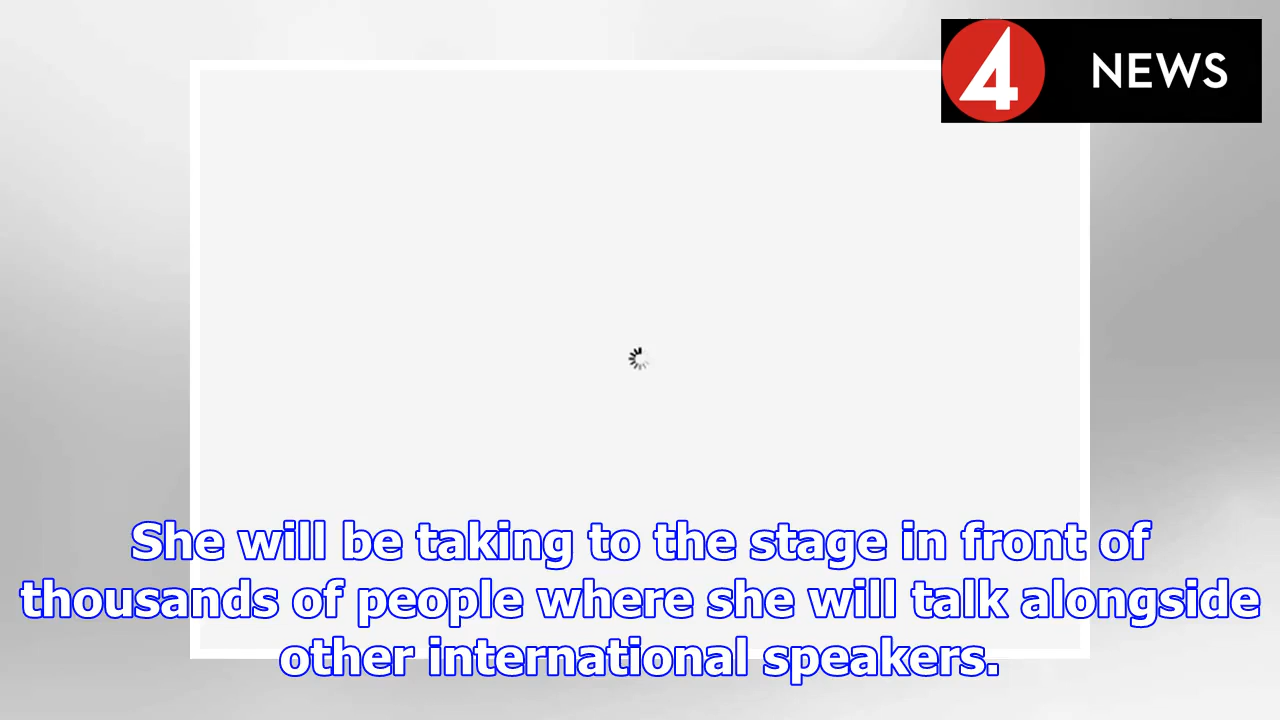 4 NEWS
She will be taking to the stage in front of
thousands of people where she will talk alongside
other international speakers.